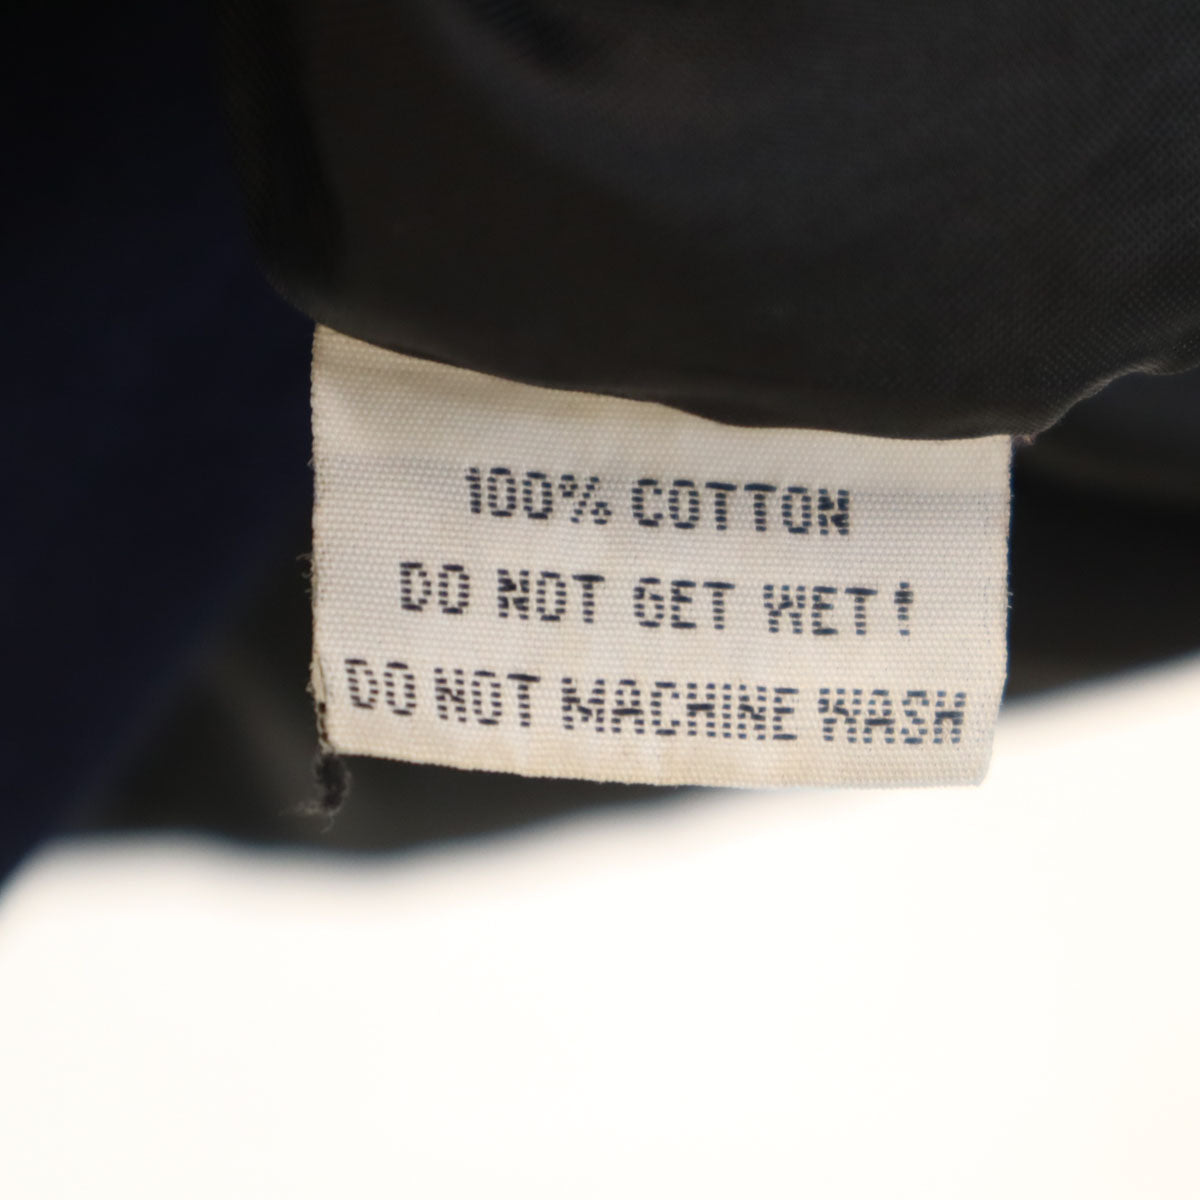 100% COTTON
DO NOT GET WET!
DO NOT MACHINE WASH